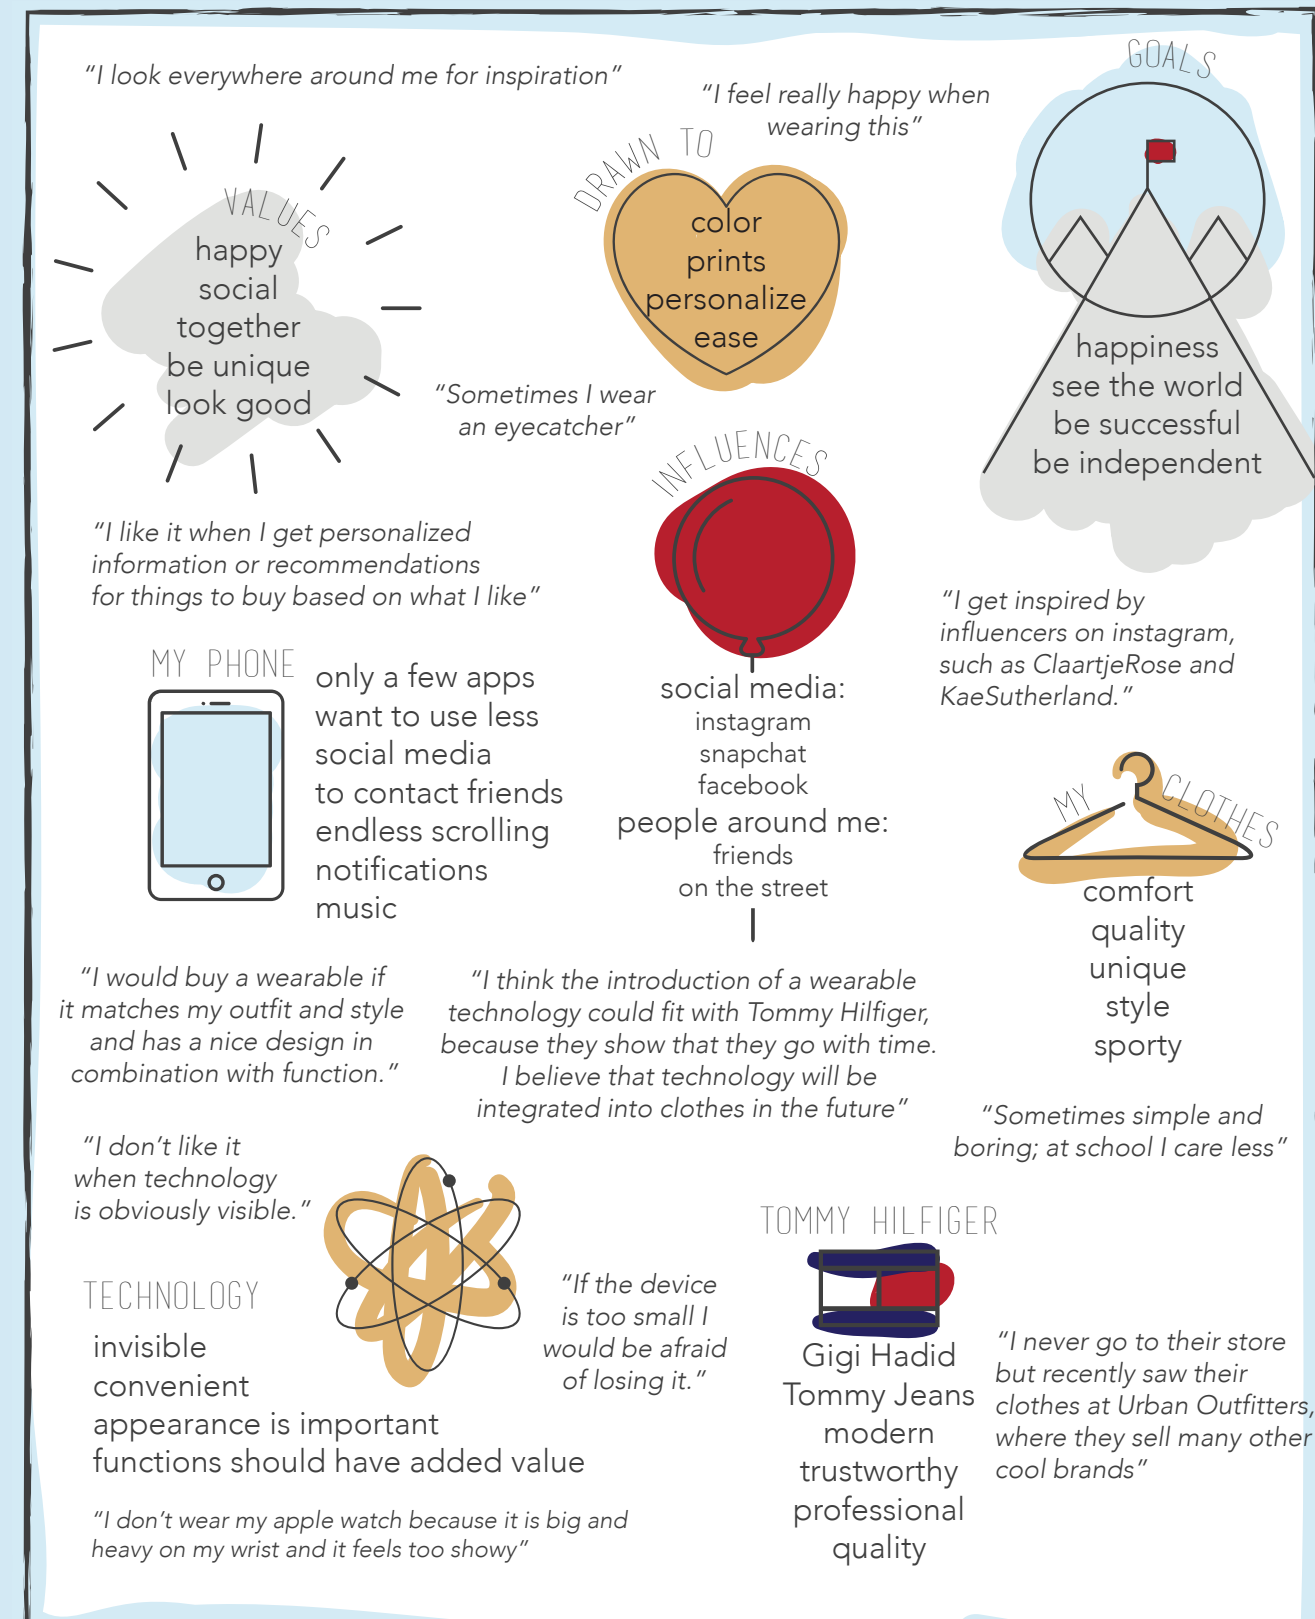 “I look everywhere around me for inspiration”
“I feel really happy when
wearing this”
GOALS
DRAWN TO
color
prints
personalize
ease
VALUES
happy
social
together
be unique
look good
happiness
see the world
be successful
be independent
“Sometimes I wear
an eyecatcher”
INFLUENCES
“I like it when I get personalized
information or recommendations
for things to buy based on what I like”
“I get inspired by
influencers on instagram,
such as ClaartjeRose and
KaeSutherland.”
MY PHONE
only a few apps
want to use less
social media
to contact friends
endless scrolling
notifications
music
social media:
instagram
snapchat
facebook
people around me:
friends
on the street
MY CLOTHES
comfort
quality
unique
style
sporty
“I would buy a wearable if
it matches my outfit and style
and has a nice design in
combination with function.”
“I think the introduction of a wearable
technology could fit with Tommy Hilfiger,
because they show that they go with time.
I believe that technology will be
integrated into clothes in the future”
“Sometimes simple and
boring; at school I care less”
“I don’t like it
when technology
is obviously visible.”
TECHNOLOGY
invisible
convenient
appearance is important
functions should have added value
“If the device
is too small I
would be afraid
of losing it.”
TOMMY HILFIGER
Gigi Hadid
Tommy Jeans
modern
trustworthy
professional
quality
“I never go to their store
but recently saw their
clothes at Urban Outfitters,
where they sell many other
cool brands”
“I don’t wear my apple watch because it is big and
heavy on my wrist and it feels too showy”